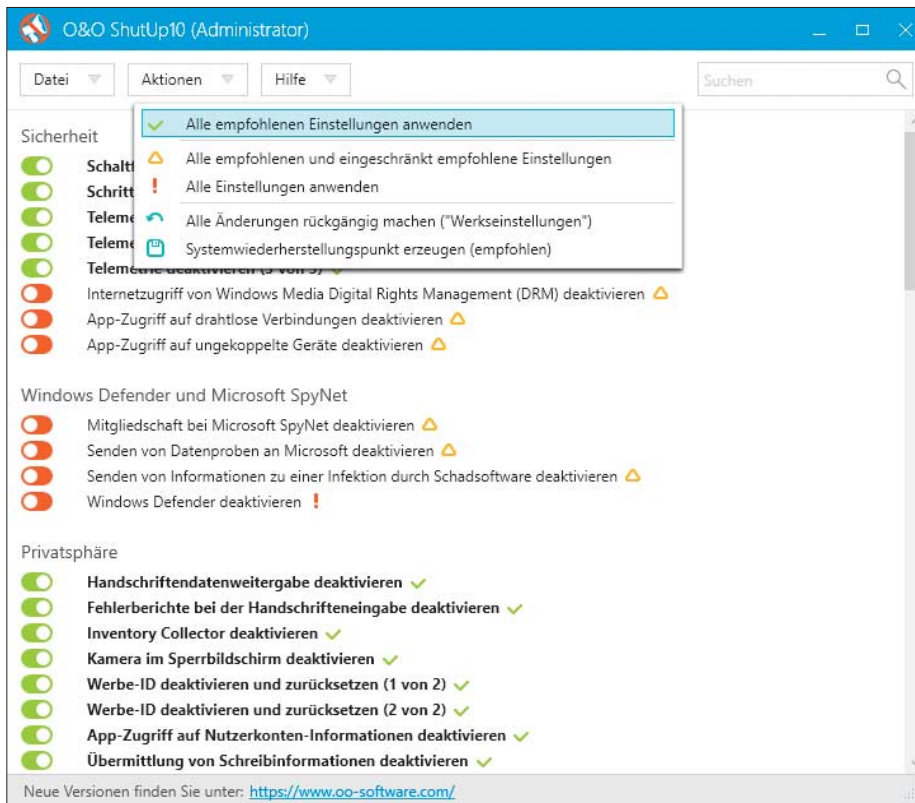 O&O ShutUp10 (Administrator)
Datei Aktionen Hilfe Suchen
Alle empfohlenen Einstellungen anwenden
Alle empfohlenen und eingeschränkt empfohlene Einstellungen
Alle Einstellungen anwenden
Alle Änderungen rückgängig machen ("Werkseinstellungen")
Systemwiederherstellungspunkt erzeugen (empfohlen)
Sicherheit
Telemetrie deaktivieren (3 von 3)
Internetzugriff von Windows Media Digital Rights Management (DRM) deaktivieren
App-Zugriff auf drahtlose Verbindungen deaktivieren
App-Zugriff auf ungekoppelte Geräte deaktivieren
Windows Defender und Microsoft SpyNet
Mitgliedschaft bei Microsoft SpyNet deaktivieren
Senden von Datenproben an Microsoft deaktivieren
Senden von Informationen zu einer Infektion durch Schadsoftware deaktivieren
Windows Defender deaktivieren
Privatsphäre
Handschriftendatenweitergabe deaktivieren
Fehlerberichte bei der Handschrifteneingabe deaktivieren
Inventory Collector deaktivieren
Kamera im Sperrbildschirm deaktivieren
Werbe-ID deaktivieren und zurücksetzen (1 von 2)
Werbe-ID deaktivieren und zurücksetzen (2 von 2)
App-Zugriff auf Nutzerkonten-Informationen deaktivieren
Übermittlung von Schreibinformationen deaktivieren
Neue Versionen finden Sie unter: https://www.oo-software.com/